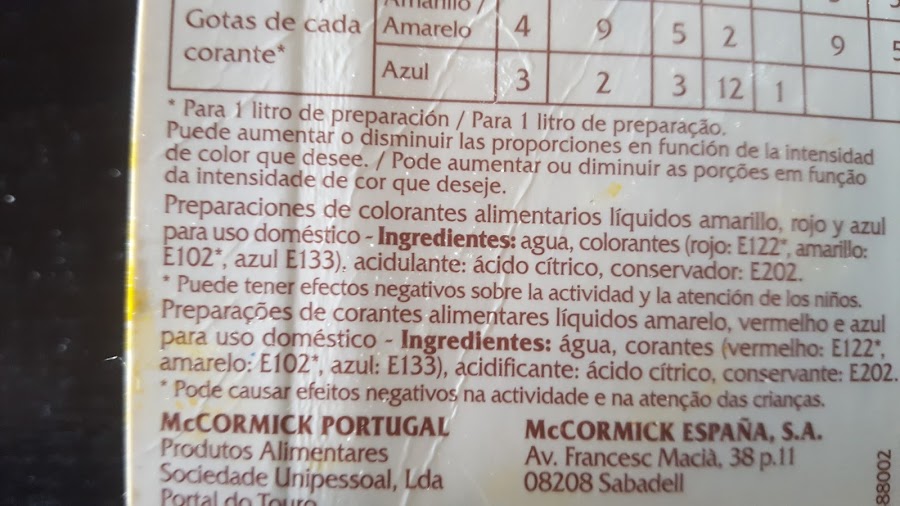 Amarillo /
Gotas de cada Amarelo 4 9 5 2 9 5
corante*
Azul 3 2 3 12 1
* Para 1 litro de preparación / Para 1 litro de preparação.
Puede aumentar o disminuir las proporciones en función de la intensidad
de color que desee. / Pode aumentar ou diminuir as porções em função
da intensidade de cor que deseje.
Preparaciones de colorantes alimentarios líquidos amarillo, rojo y azul
para uso doméstico - Ingredientes: agua, colorantes (rojo: E122*, amarillo:
E102*, azul E133). acidulante: ácido cítrico, conservador: E202.
* Puede tener efectos negativos sobre la actividad y la atención de los niños.
Preparações de corantes alimentares líquidos amarelo, vermelho e azul
para uso doméstico - Ingredientes: água, corantes (vermelho: E122*,
amarelo: E102*, azul: E133), acidificante: ácido cítrico, conservante: E202.
* Pode causar efeitos negativos na actividade e na atenção das crianças.
McCORMICK PORTUGAL
Produtos Alimentares
Sociedade Unipessoal, Lda
Portal do Touro
McCORMICK ESPAÑA, S.A.
Av. Francesc Macià, 38 p.11
08208 Sabadell
88002